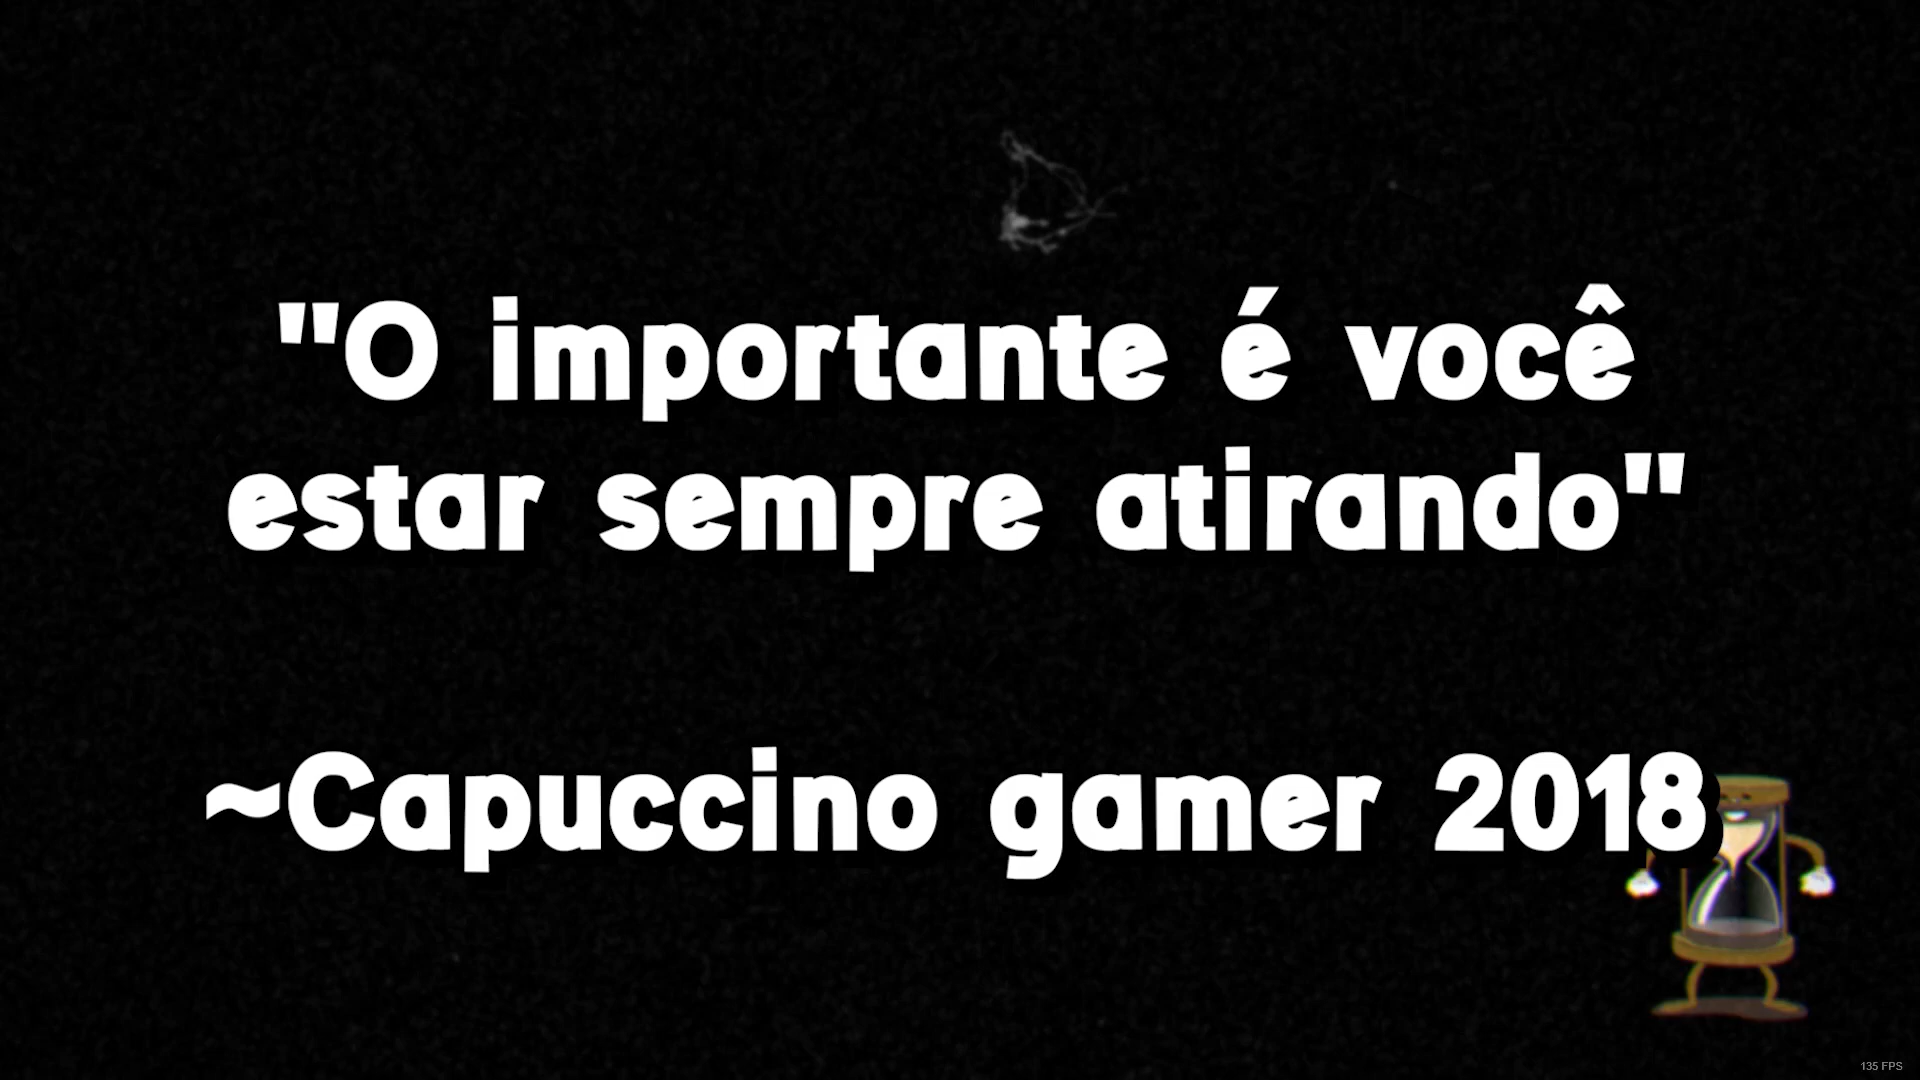 "O importante é você
estar sempre atirando"
~Capuccino gamer 2018
135 FPS